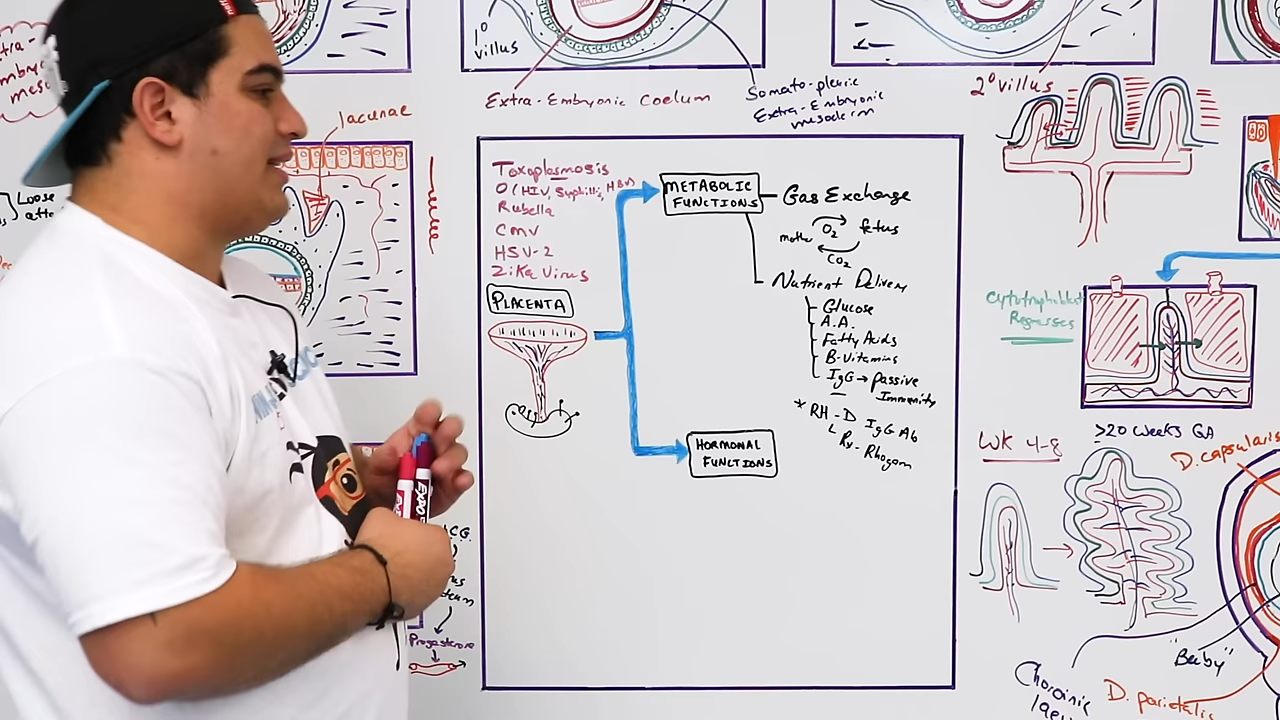 1° villus
Extra-Embryonic Coelum
Somato-pleuric
Extra-Embryonic
mesoderm
2° villus
lacunae
Loose
Toxoplasmosis
O (HIV, Syphilis, HBV)
Rubella
CMV
HSV-2
Zika Virus
PLACENTA
METABOLIC
FUNCTIONS
Gas Exchange
O2
mother
fetus
CO2
Nutrient Delivery
Glucose
A.A.
Fatty Acids
B-Vitamins
IgG → Passive
Immunity
* RH-D IgG Ab
Rx-Rhogam
HORMONAL
FUNCTIONS
Cytotrophoblast
Regresses
WK 4-8
>20 weeks GA
D. capsularis
"Baby"
Chorionic
D. parietalis
Progesterone
EXPO